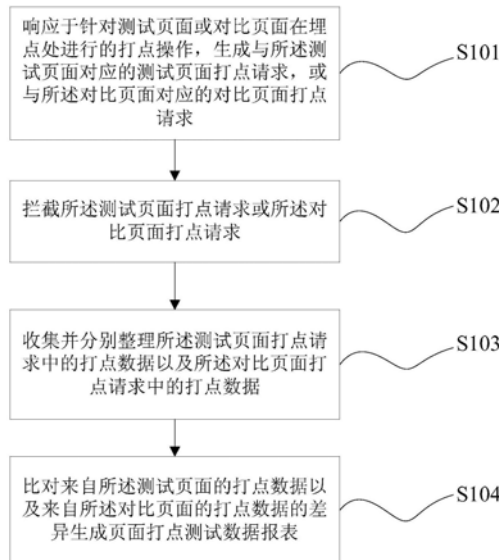 响应于针对测试页面或对比页面在埋
点处进行的打点操作，生成与所述测
试页面对应的测试页面打点请求，或
与所述对比页面对应的对比页面打点
请求
S101
拦截所述测试页面打点请求或所述对
比页面打点请求
S102
收集并分别整理所述测试页面打点请
求中的打点数据以及所述对比页面打
点请求中的打点数据
S103
比对来自所述测试页面的打点数据以
及来自所述对比页面的打点数据的差
异生成页面打点测试数据报表
S104